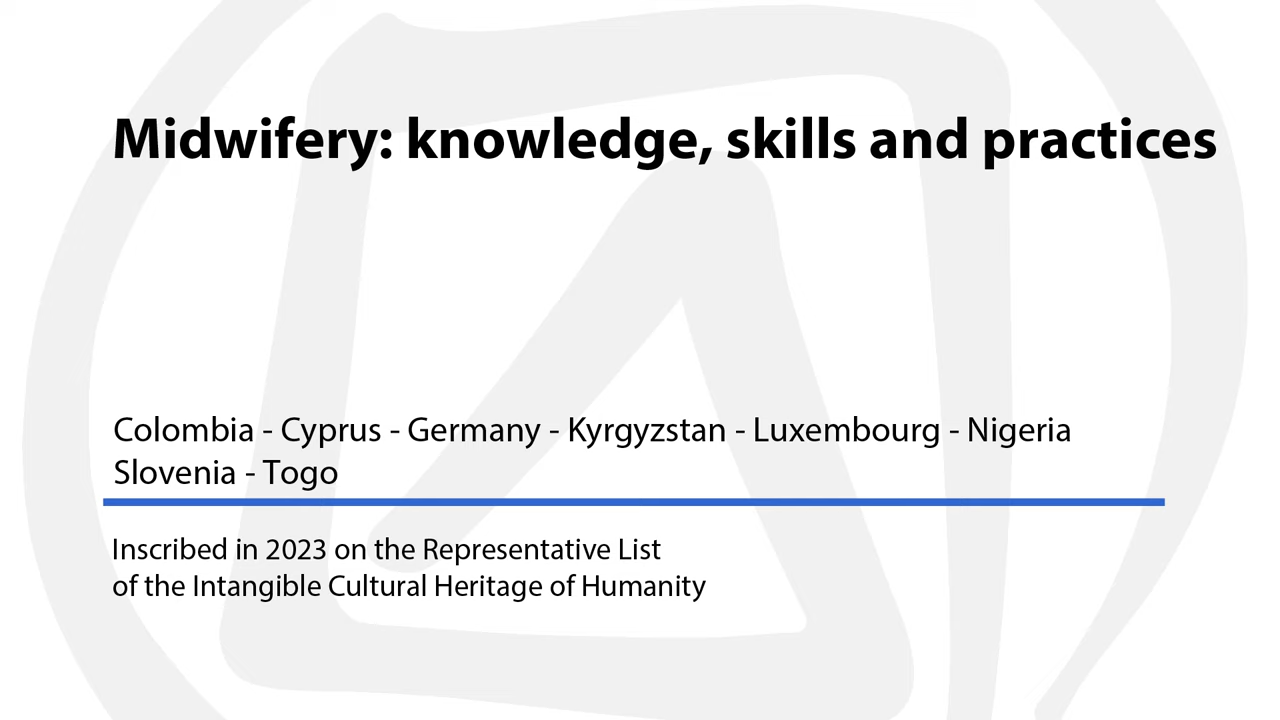 Midwifery: knowledge, skills and practices
Colombia - Cyprus - Germany - Kyrgyzstan - Luxembourg - Nigeria
Slovenia - Togo
Inscribed in 2023 on the Representative List
of the Intangible Cultural Heritage of Humanity